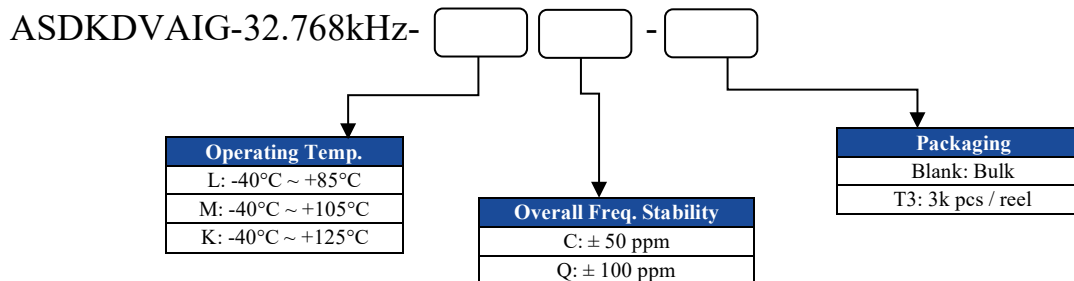 ASDKDVAIG-32.768kHz- -
Operating Temp.
L: -40°C ~ +85°C
M: -40°C ~ +105°C
K: -40°C ~ +125°C
Overall Freq. Stability
C: ± 50 ppm
Q: ± 100 ppm
Packaging
Blank: Bulk
T3: 3k pcs / reel